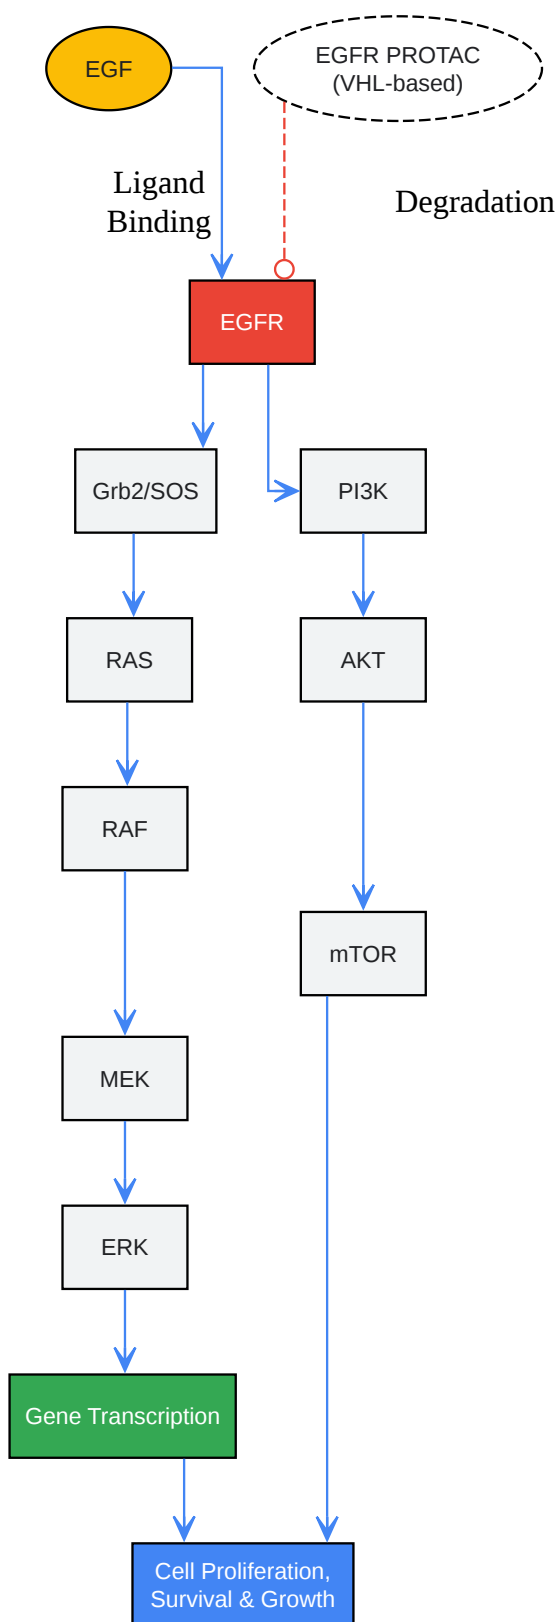 EGF
EGFR PROTAC
(VHL-based)
Ligand
Binding
Degradation
EGFR
Grb2/SOS
PI3K
RAS
AKT
RAF
mTOR
MEK
ERK
Gene Transcription
Cell Proliferation,
Survival & Growth